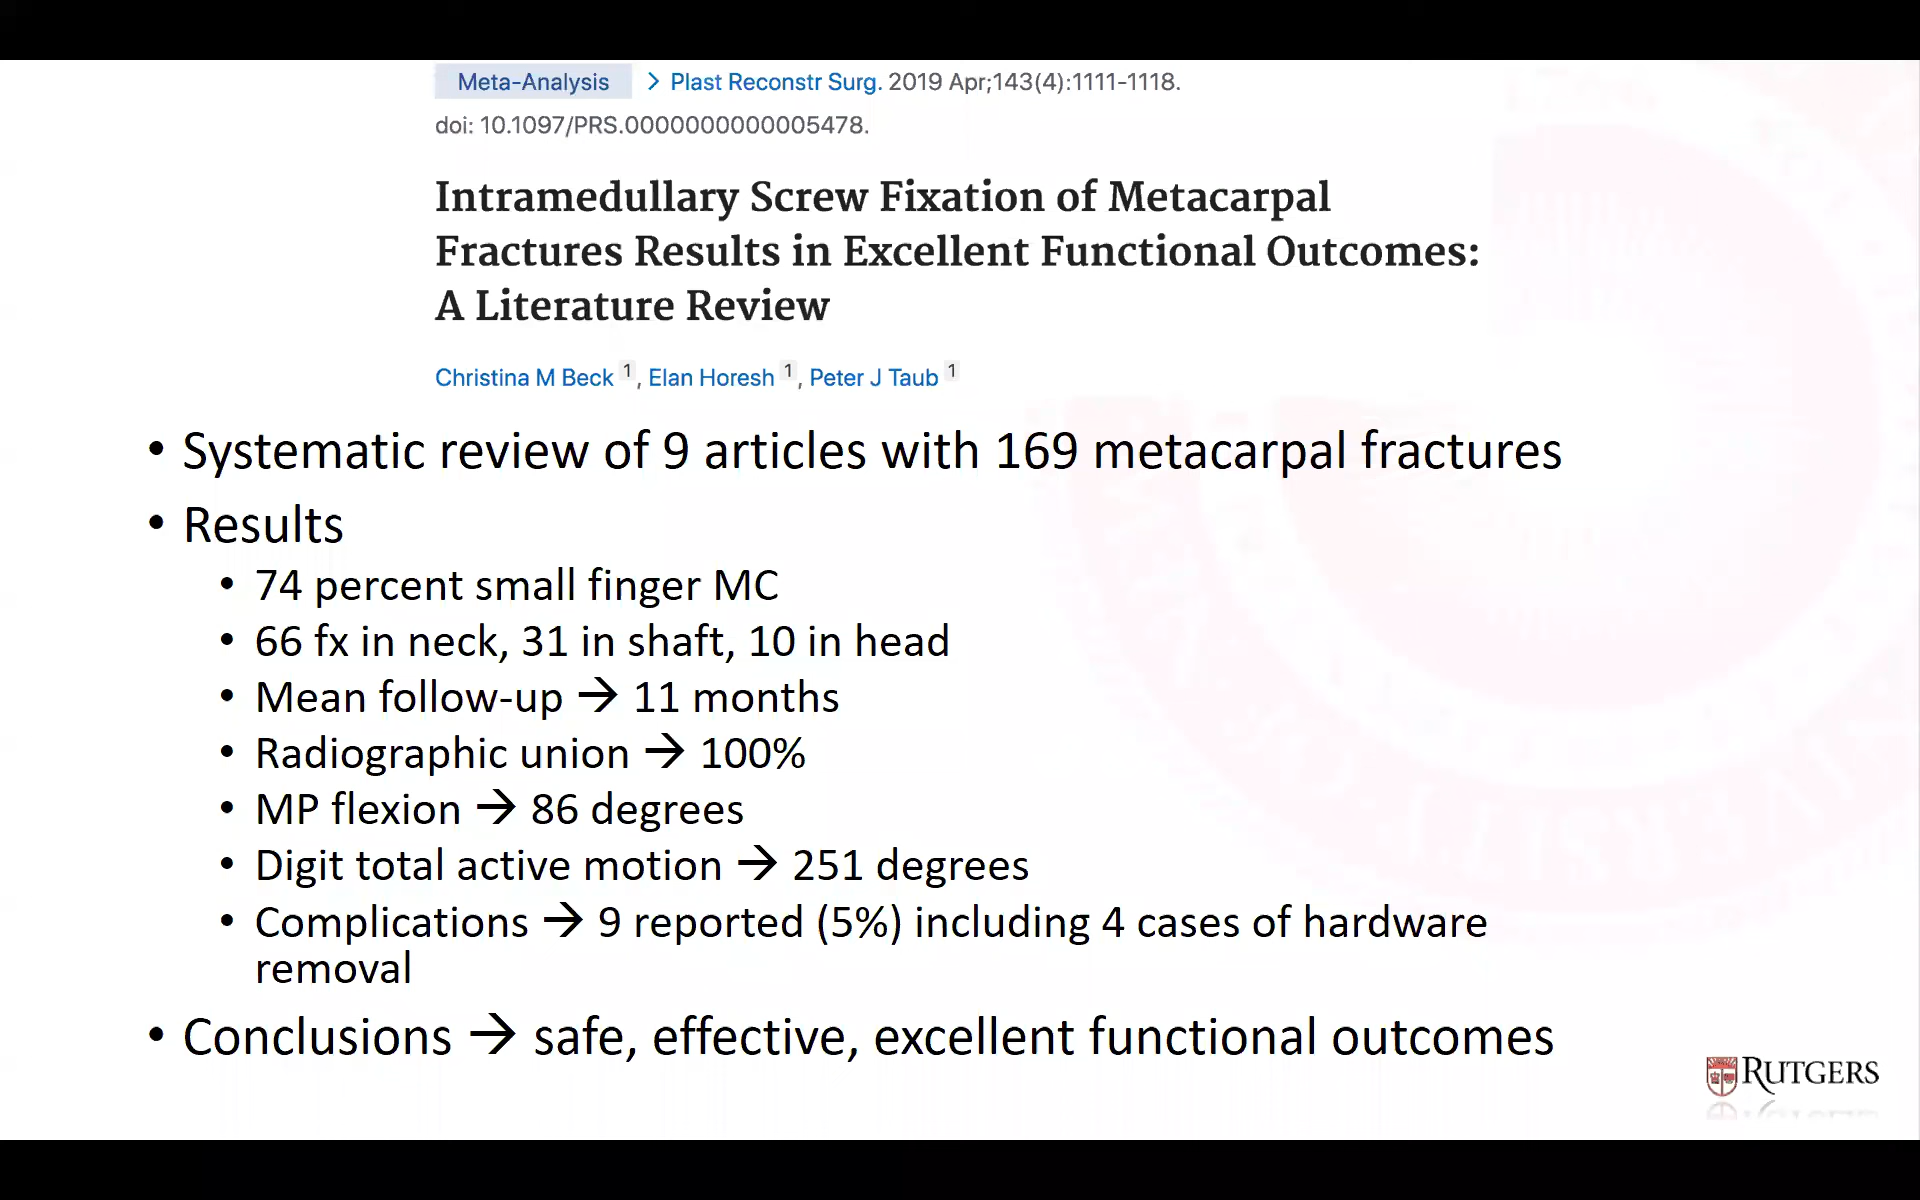 Meta-Analysis > Plast Reconstr Surg. 2019 Apr;143(4):1111-1118.
doi: 10.1097/PRS.0000000000005478.
Intramedullary Screw Fixation of Metacarpal
Fractures Results in Excellent Functional Outcomes:
A Literature Review
Christina M Beck 1, Elan Horesh 1, Peter J Taub 1
• Systematic review of 9 articles with 169 metacarpal fractures
• Results
• 74 percent small finger MC
• 66 fx in neck, 31 in shaft, 10 in head
• Mean follow-up → 11 months
• Radiographic union → 100%
• MP flexion → 86 degrees
• Digit total active motion → 251 degrees
• Complications → 9 reported (5%) including 4 cases of hardware
removal
• Conclusions → safe, effective, excellent functional outcomes
RUTGERS